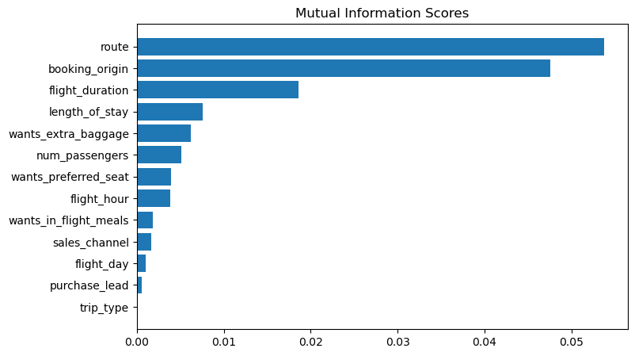 Mutual Information Scores
route
booking_origin
flight_duration
length_of_stay
wants_extra_baggage
num_passengers
wants_preferred_seat
flight_hour
wants_in_flight_meals
sales_channel
flight_day
purchase_lead
trip_type
0.00 0.01 0.02 0.03 0.04 0.05